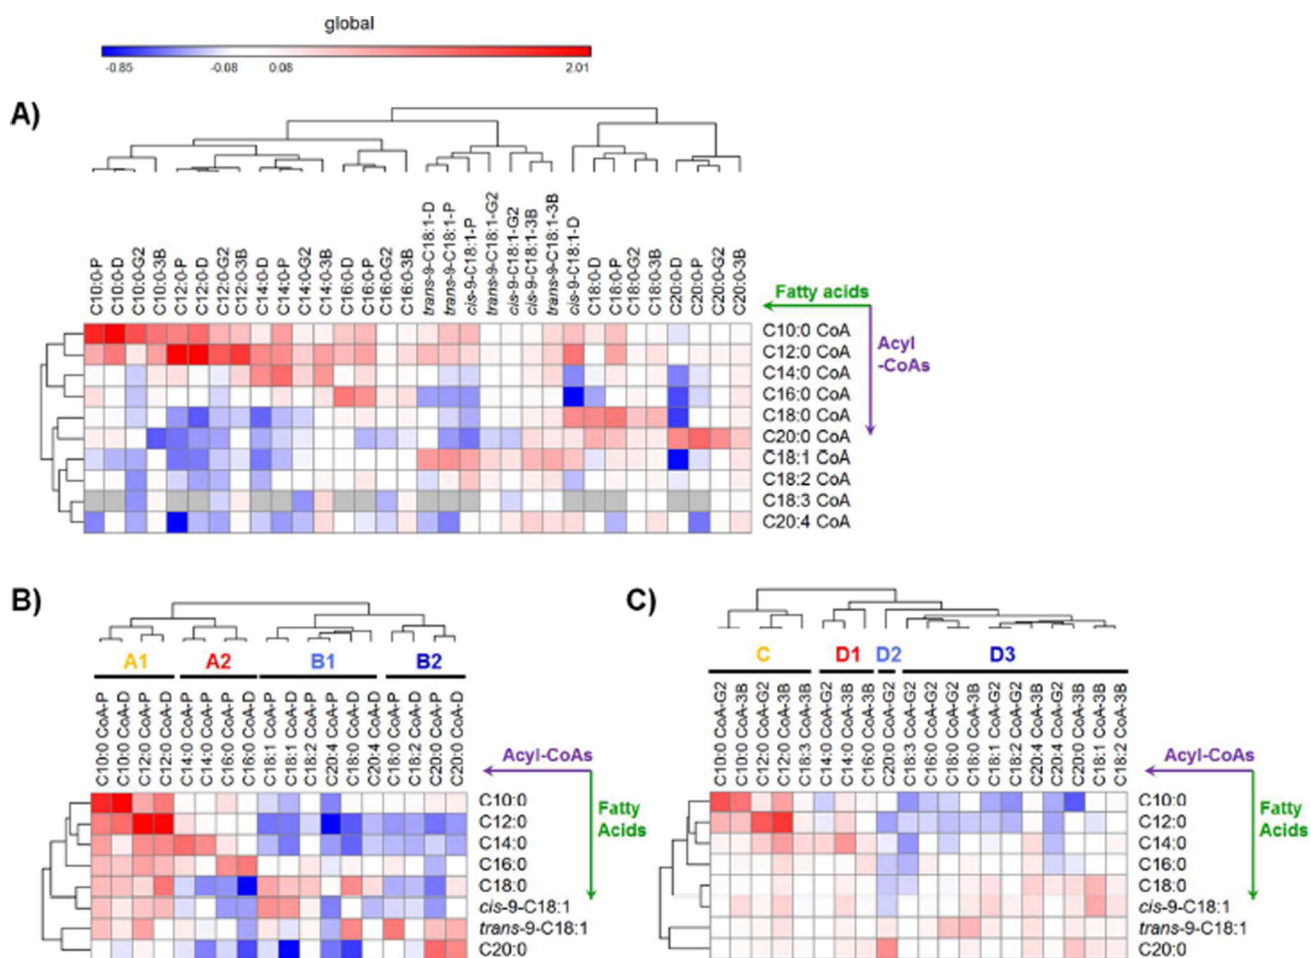 global
-0.85 -0.08 0.08 2.01
A)
C10:0-P
C10:0-D
C10:0-G2
C10:0-3B
C12:0-P
C12:0-D
C12:0-G2
C12:0-3B
C14:0-D
C14:0-P
C14:0-G2
C14:0-3B
C16:0-D
C16:0-P
C16:0-G2
C16:0-3B
trans-9-C18:1-D
trans-9-C18:1-P
cis-9-C18:1-P
trans-9-C18:1-G2
cis-9-C18:1-G2
cis-9-C18:1-3B
trans-9-C18:1-3B
cis-9-C18:1-D
C18:0-D
C18:0-P
C18:0-G2
C18:0-3B
C20:0-D
C20:0-P
C20:0-G2
C20:0-3B
Fatty acids
Acyl
-CoAs
C10:0 CoA
C12:0 CoA
C14:0 CoA
C16:0 CoA
C18:0 CoA
C20:0 CoA
C18:1 CoA
C18:2 CoA
C18:3 CoA
C20:4 CoA
B)
A1 A2 B1 B2
C10:0 CoA-P
C10:0 CoA-D
C12:0 CoA-P
C12:0 CoA-D
C14:0 CoA-P
C14:0 CoA-D
C16:0 CoA-P
C16:0 CoA-D
C18:1 CoA-P
C18:1 CoA-D
C18:2 CoA-P
C20:4 CoA-P
C18:0 CoA-D
C20:4 CoA-D
C18:0 CoA-P
C18:2 CoA-D
C20:0 CoA-P
C20:0 CoA-D
Acyl-CoAs
Fatty
Acids
C10:0
C12:0
C14:0
C16:0
C18:0
cis-9-C18:1
trans-9-C18:1
C20:0
C)
C D1 D2 D3
C10:0 CoA-G2
C10:0 CoA-3B
C12:0 CoA-G2
C12:0 CoA-3B
C18:3 CoA-3B
C14:0 CoA-G2
C14:0 CoA-3B
C16:0 CoA-3B
C20:0 CoA-G2
C18:3 CoA-G2
C16:0 CoA-G2
C18:0 CoA-G2
C18:0 CoA-3B
C18:1 CoA-G2
C18:2 CoA-G2
C20:4 CoA-3B
C20:4 CoA-G2
C20:0 CoA-3B
C18:1 CoA-3B
C18:2 CoA-3B
Acyl-CoAs
Fatty
Acids
C10:0
C12:0
C14:0
C16:0
C18:0
cis-9-C18:1
trans-9-C18:1
C20:0